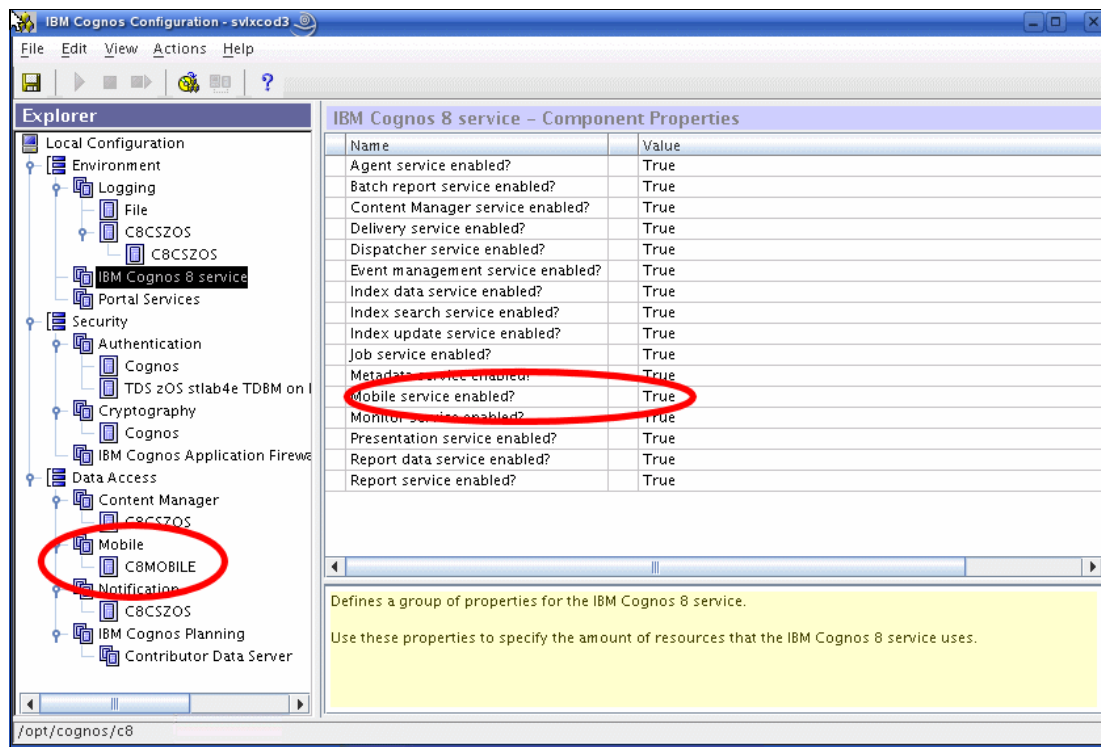 IBM Cognos Configuration - svlxcod3
File Edit View Actions Help
Explorer
Local Configuration
Environment
Logging
File
C8CSZOS
C8CSZOS
IBM Cognos 8 service
Portal Services
Security
Authentication
Cognos
TDS zOS stlab4e TDBM on
Cryptography
Cognos
IBM Cognos Application Firewa
Data Access
Content Manager
C8CSZOS
Mobile
C8MOBILE
Notification
C8CSZOS
IBM Cognos Planning
Contributor Data Server
IBM Cognos 8 service – Component Properties
Name Value
Agent service enabled? True
Batch report service enabled? True
Content Manager service enabled? True
Delivery service enabled? True
Dispatcher service enabled? True
Event management service enabled? True
Index data service enabled? True
Index search service enabled? True
Index update service enabled? True
Job service enabled? True
Metadata service enabled? True
Mobile service enabled? True
Monitor service enabled? True
Presentation service enabled? True
Report data service enabled? True
Report service enabled? True
Defines a group of properties for the IBM Cognos 8 service.
Use these properties to specify the amount of resources that the IBM Cognos 8 service uses.
/opt/cognos/c8